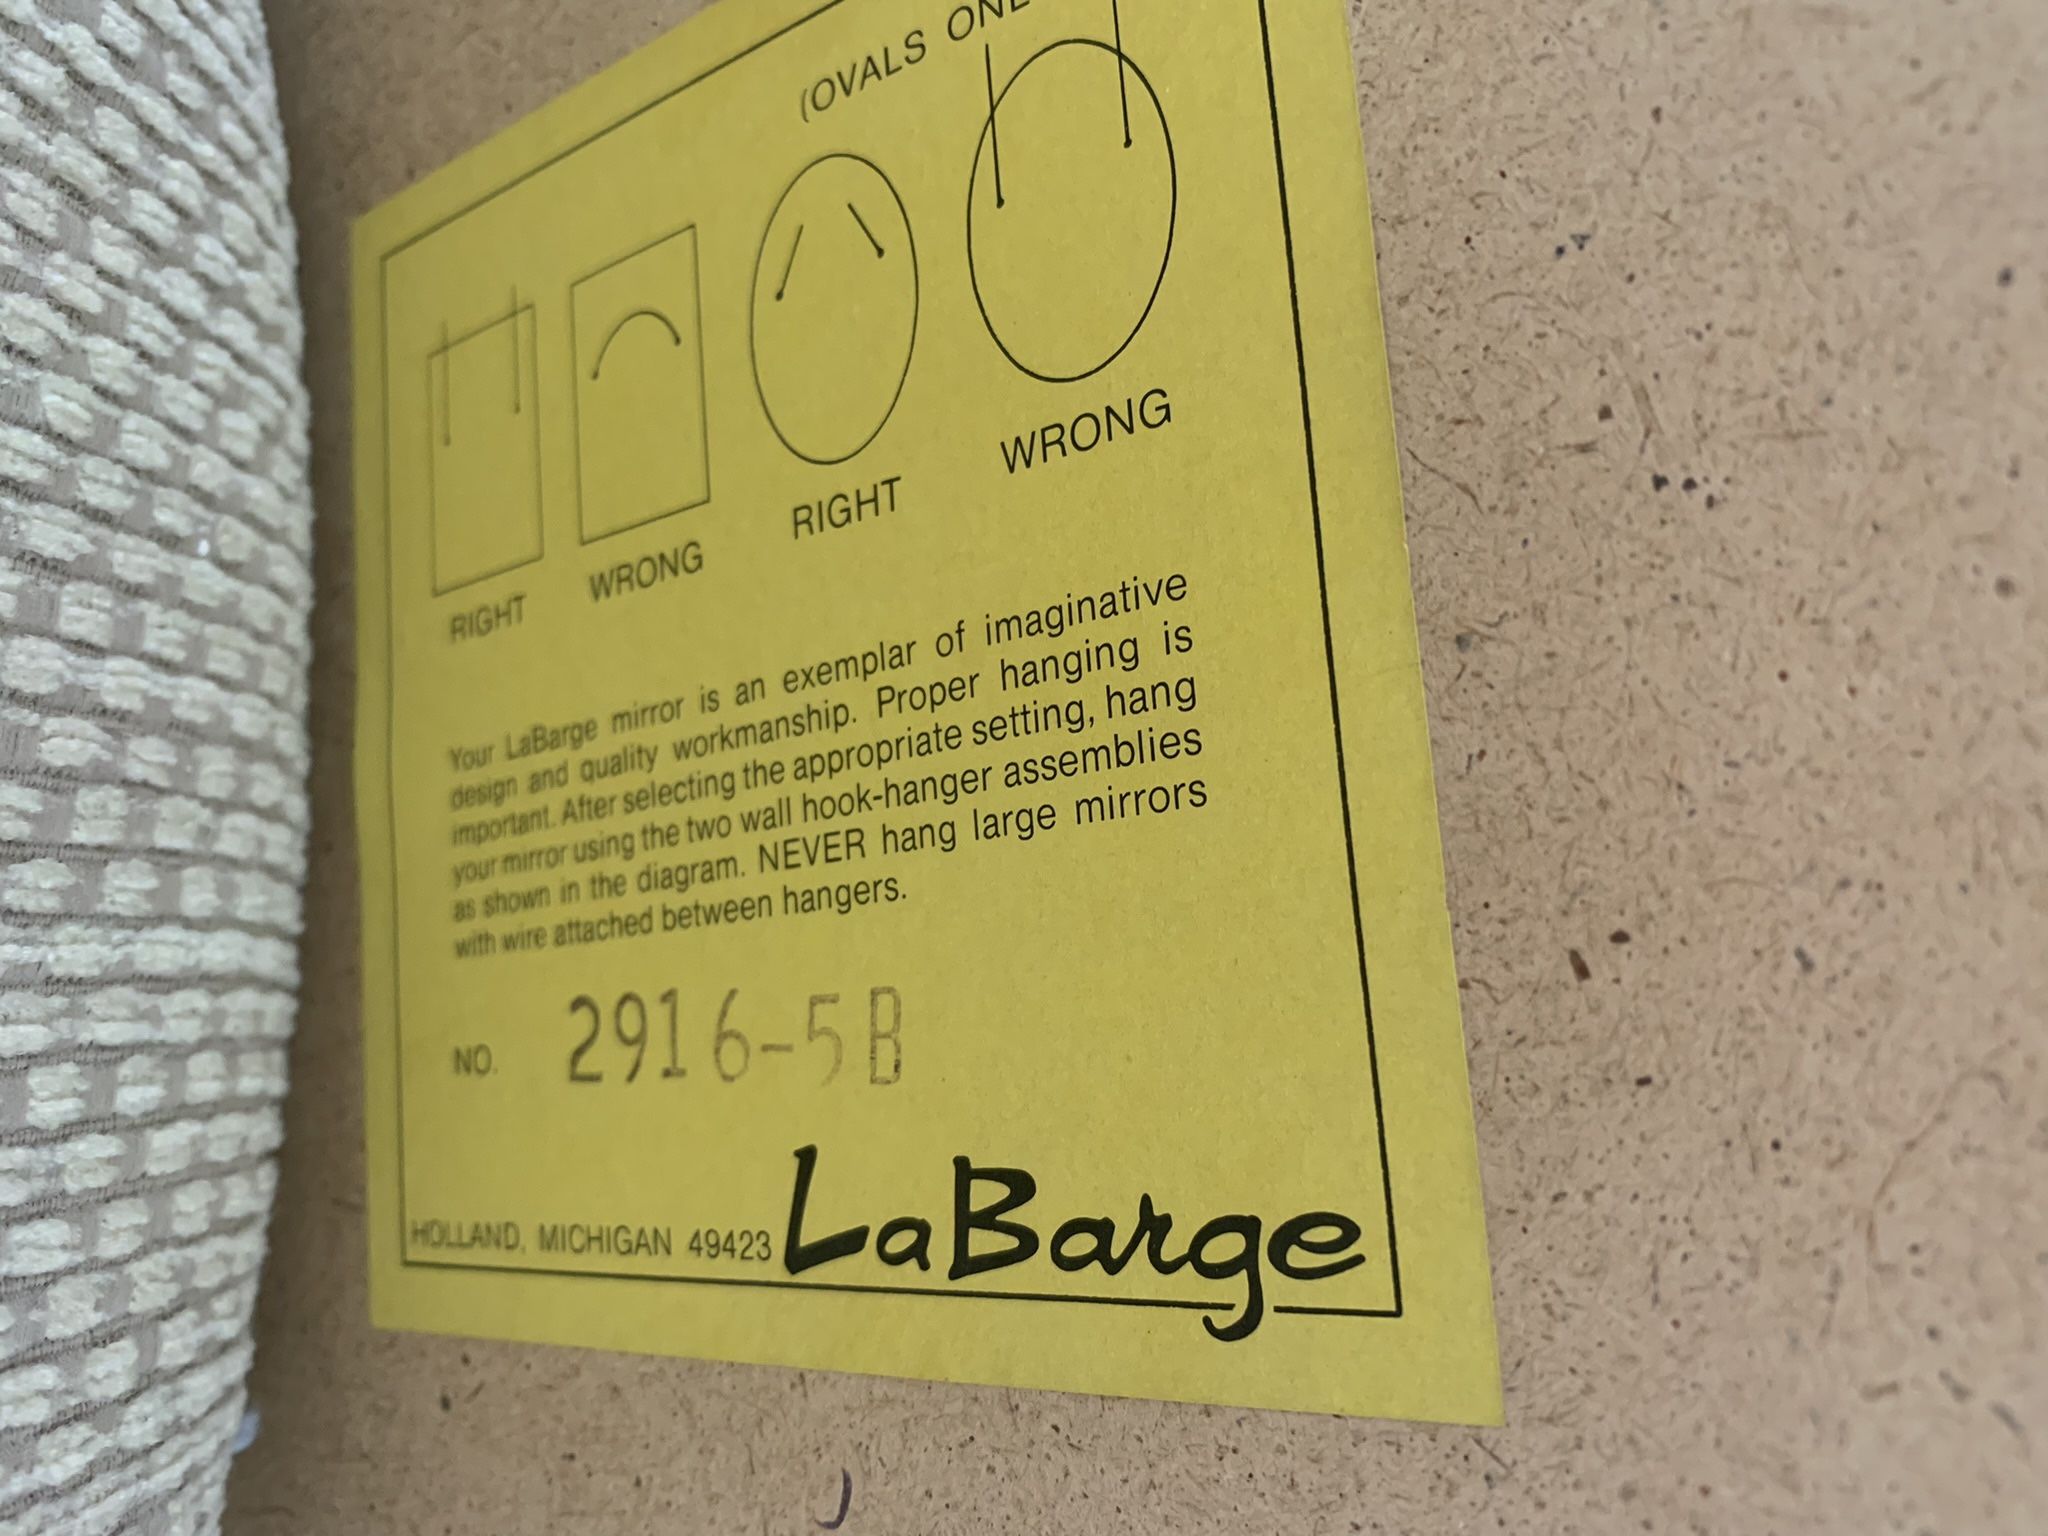 (OVALS
RIGHT
WRONG
RIGHT
WRONG
Your LaBarge mirror is an exemplar of imaginative
design and quality workmanship. Proper hanging is
important. After selecting the appropriate setting, hang
your mirror using the two wall hook-hanger assemblies
as shown in the diagram. NEVER hang large mirrors
with wire attached between hangers.
NO. 2916-5B
HOLLAND, MICHIGAN 49423 LaBarge